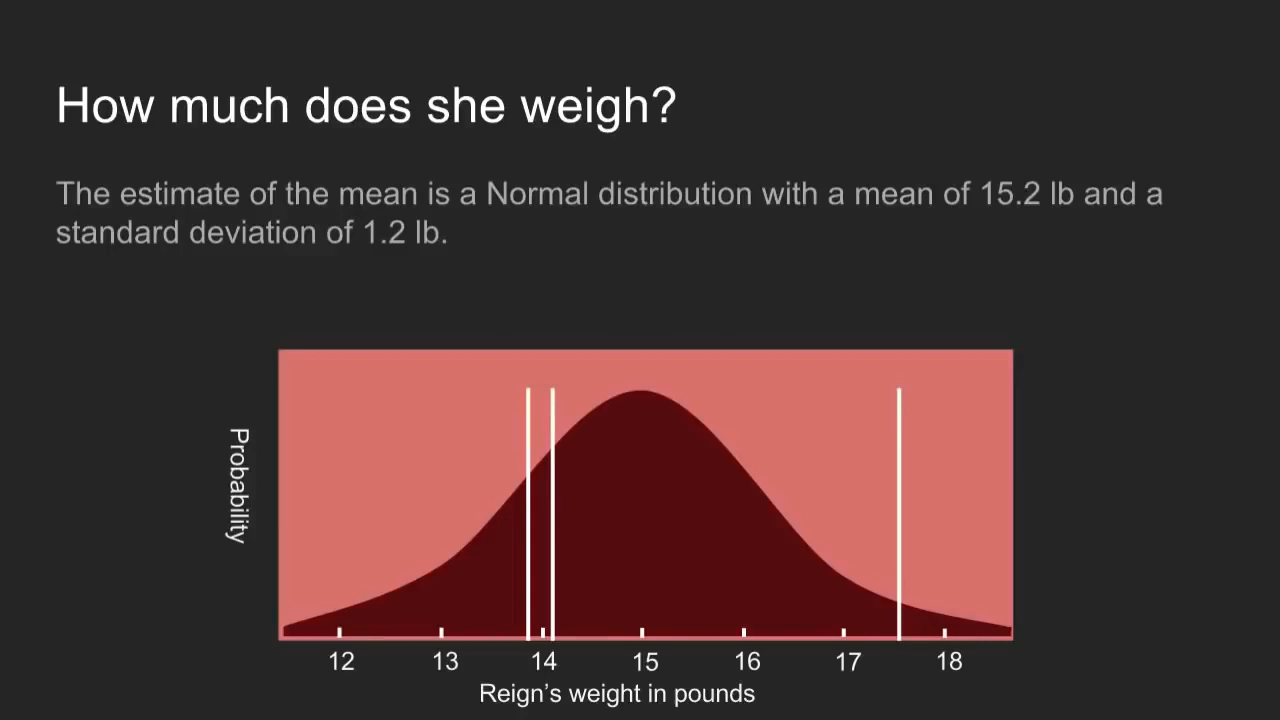 How much does she weigh?
The estimate of the mean is a Normal distribution with a mean of 15.2 lb and a
standard deviation of 1.2 lb.
Probability
12 13 14 15 16 17 18
Reign’s weight in pounds